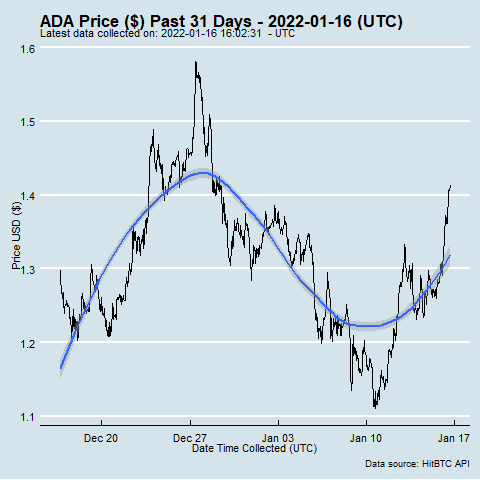 ADA Price ($) Past 31 Days - 2022-01-16 (UTC)
Latest data collected on: 2022-01-16 16:02:31  - UTC
1.6
1.5
1.4
1.3
1.2
1.1
Price USD ($)
Dec 20 Dec 27 Jan 03 Jan 10 Jan 17
Date Time Collected (UTC)
Data source: HitBTC API